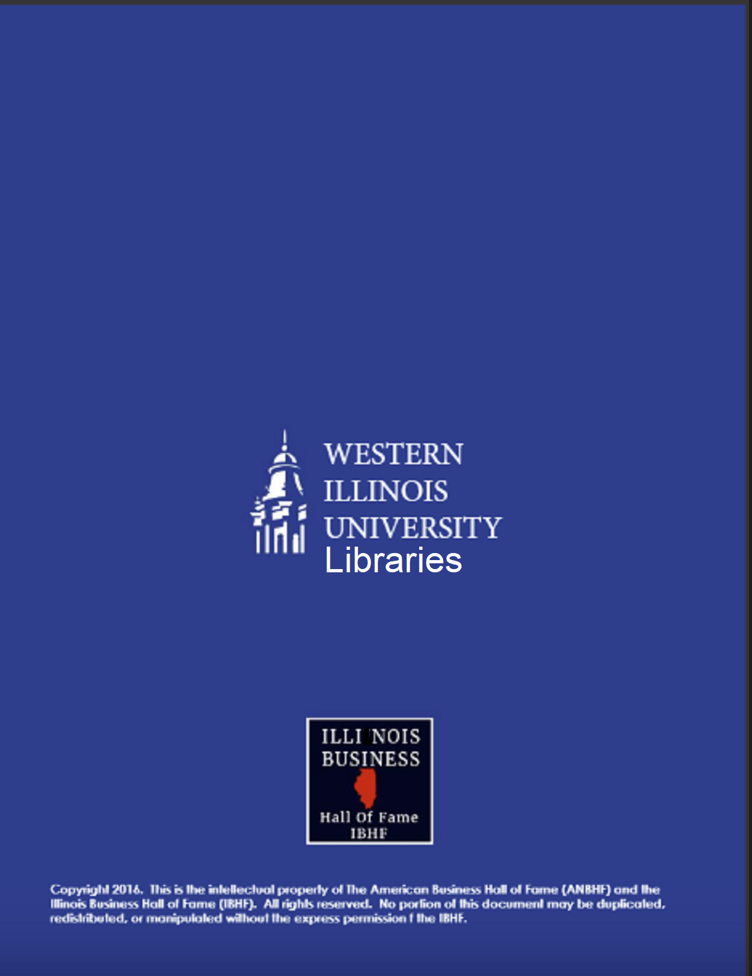 WESTERN
ILLINOIS
UNIVERSITY
Libraries
ILLINOIS
BUSINESS
Hall Of Fame
IBHF
Copyright 2016. This is the intellectual property of The American Business Hall of Fame (ANBHF) and the
Illinois Business Hall of Fame (IBHF). All rights reserved. No portion of this document may be duplicated,
redistributed, or manipulated without the express permission f the IBHF.